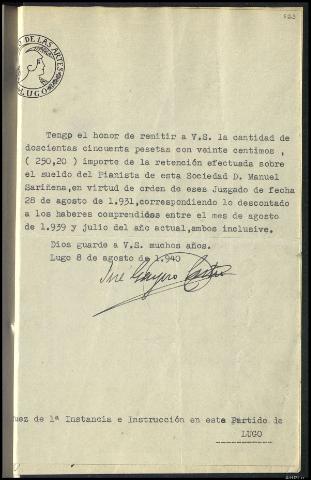 DE LAS ARTES
LUGO
Tengp el honor de remitir a V.S. la cantidad de
doscientas cincuenta pesetas con veinte centimos ,
( 250,20 ) importe de la retención efectuada sobre
el sueldo del Pianista de esta Sociedad D. Manuel
Sariñena,en virtud de orden de esea Juzgado de fecha
28 de agosto de 1.931,correspondiendo lo descontado
a los haberes comprendidos entre el mes de agosto
de 1.939 y julio del año actual,ambos inclusive.
Dios guarde a V.S. muchos años.
Lugo 8 de agosto de 1.940
uez de 1ª Instancia e Instrucción en este Partido de
LUGO